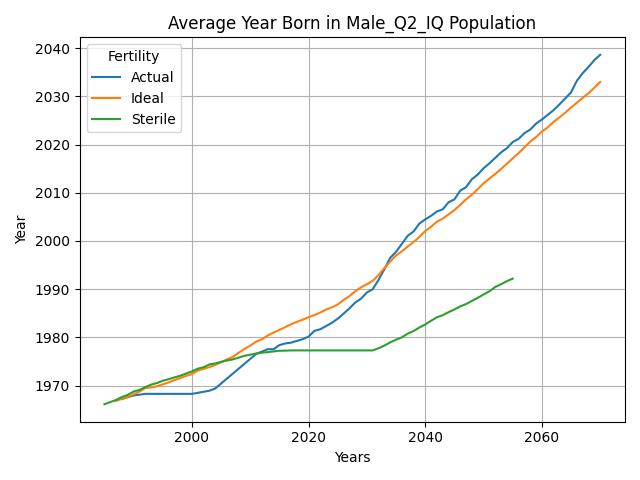 Average Year Born in Male_Q2_IQ Population
Fertility
Actual
Ideal
Sterile
2040
2030
2020
2010
2000
1990
1980
1970
Year
2000
2020
2040
2060
Years